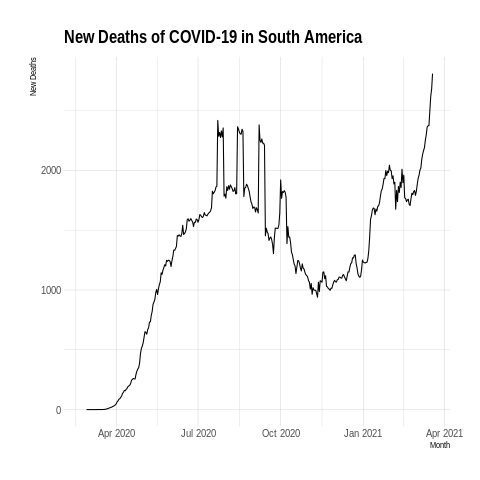 New Deaths of COVID-19 in South America
New Deaths
2000
1000
0
Apr 2020
Jul 2020
Oct 2020
Jan 2021
Apr 2021
Month